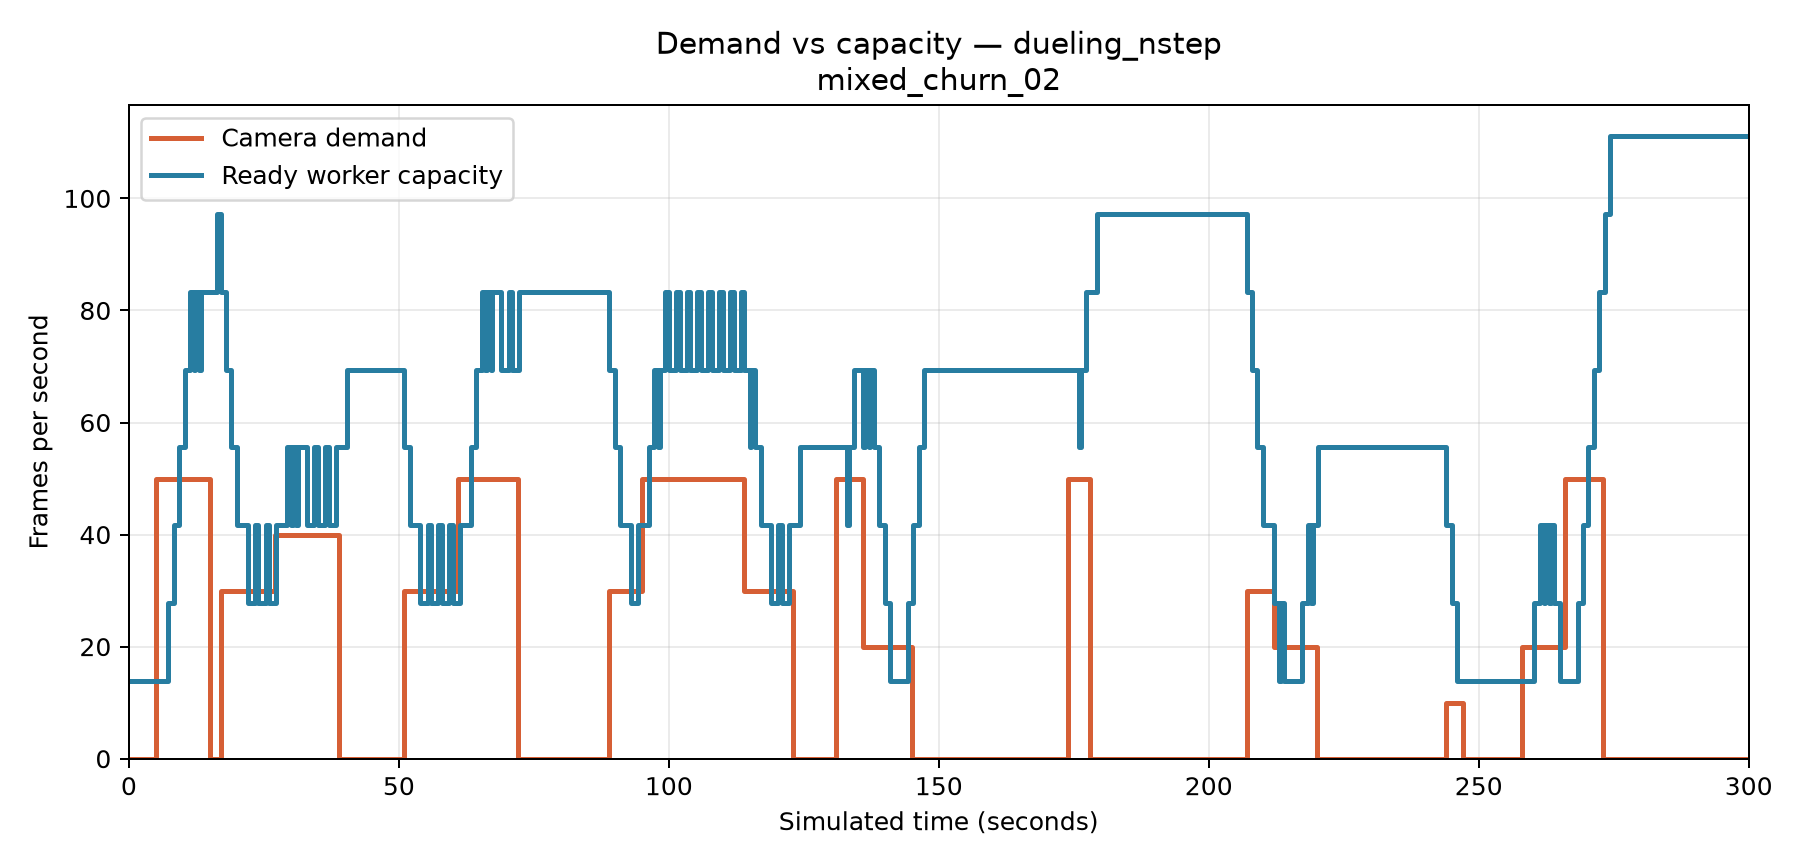 Demand vs capacity — dueling_nstep
mixed_churn_02
Camera demand
Ready worker capacity
Frames per second
100
80
60
40
20
0
0 50 100 150 200 250 300
Simulated time (seconds)